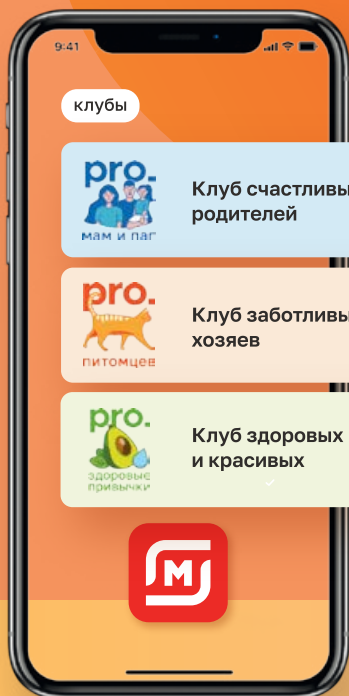 9:41
клубы
pro.
мам и пап
Клуб счастливы
родителей
pro.
питомцев
Клуб заботливы
хозяев
pro.
здоровые
привычки
Клуб здоровых
и красивых
М